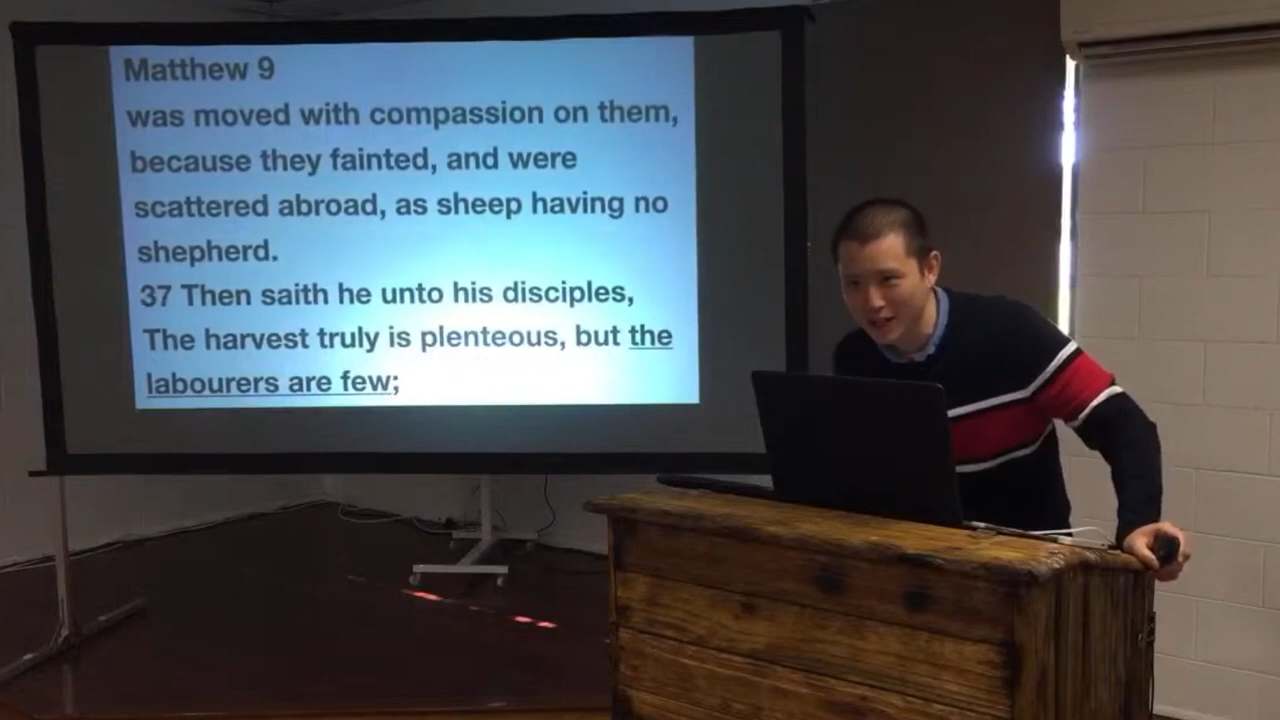 Matthew 9
was moved with compassion on them,
because they fainted, and were
scattered abroad, as sheep having no
shepherd.
37 Then saith he unto his disciples,
The harvest truly is plenteous, but the
labourers are few;